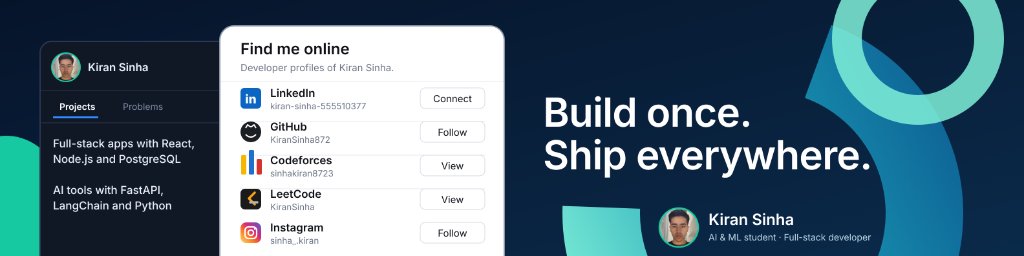 Kiran Sinha
Projects
Problems
Full-stack apps with React,
Node.js and PostgreSQL
AI tools with FastAPI,
LangChain and Python
Find me online
Developer profiles of Kiran Sinha.
in
LinkedIn
kiran-sinha-555510377
Connect
GitHub
KiranSinha872
Follow
Codeforces
sinhakiran8723
View
LeetCode
KiranSinha
View
Instagram
sinha_.kiran
Follow
Build once.
Ship everywhere.
Kiran Sinha
AI & ML student · Full-stack developer